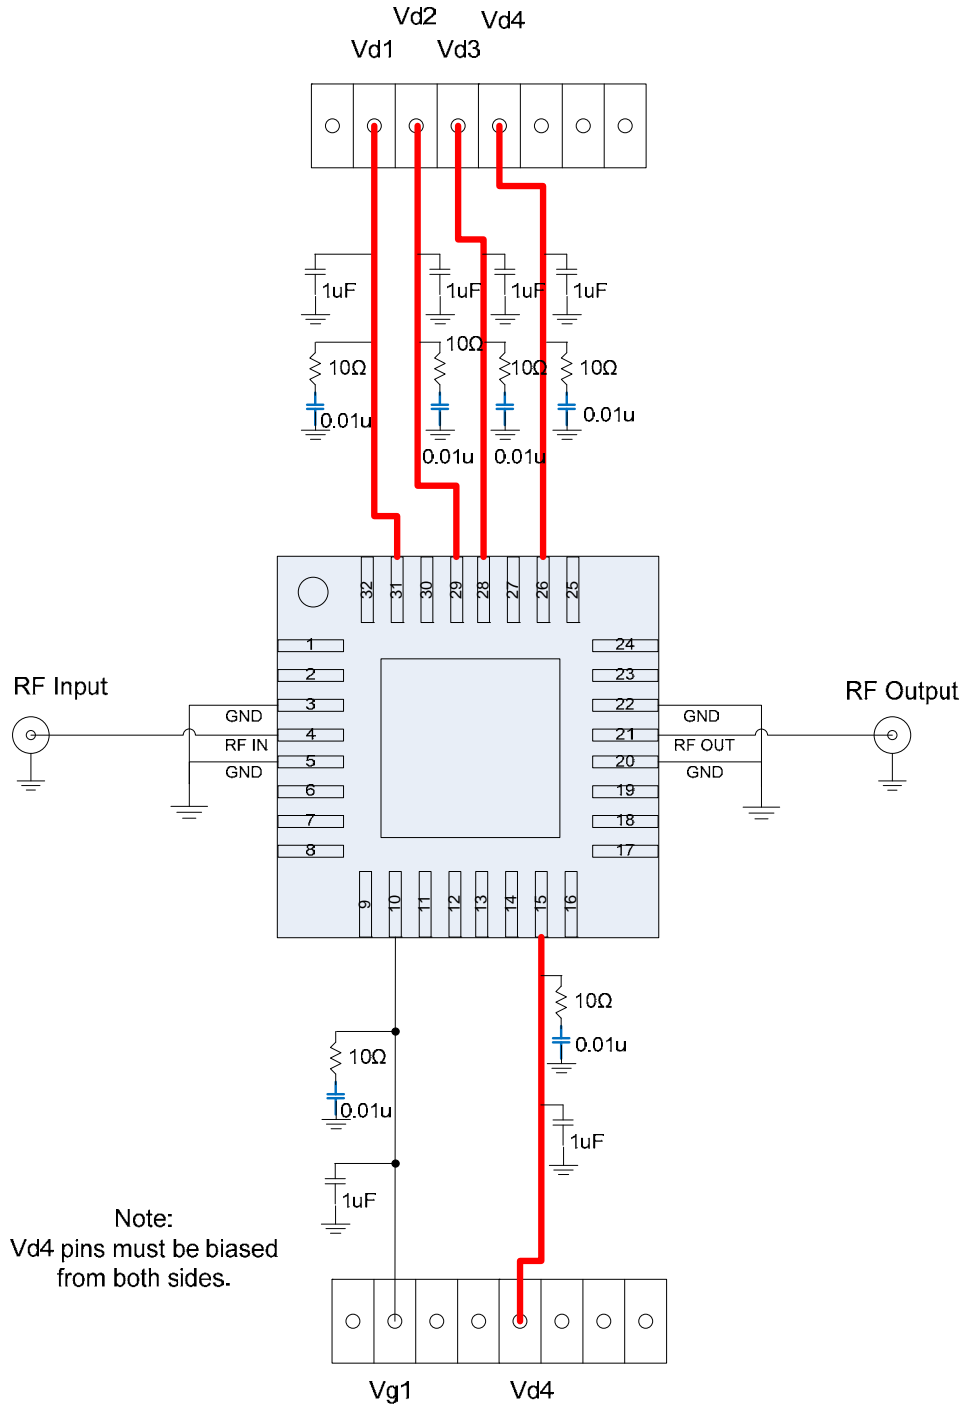 Vd2
Vd4
Vd1
Vd3
1uF
1uF
1uF
1uF
10Ω
10Ω
10Ω
10Ω
0.01u
0.01u
0.01u
0.01u
32
31
30
29
28
27
26
25
1
24
2
23
RF Input
3
22
RF Output
GND
GND
4
21
RF IN
RF OUT
5
20
GND
GND
6
19
7
18
8
17
9
10
11
12
13
14
15
16
10Ω
0.01u
10Ω
0.01u
1uF
1uF
Note:
Vd4 pins must be biased
from both sides.
Vg1
Vd4